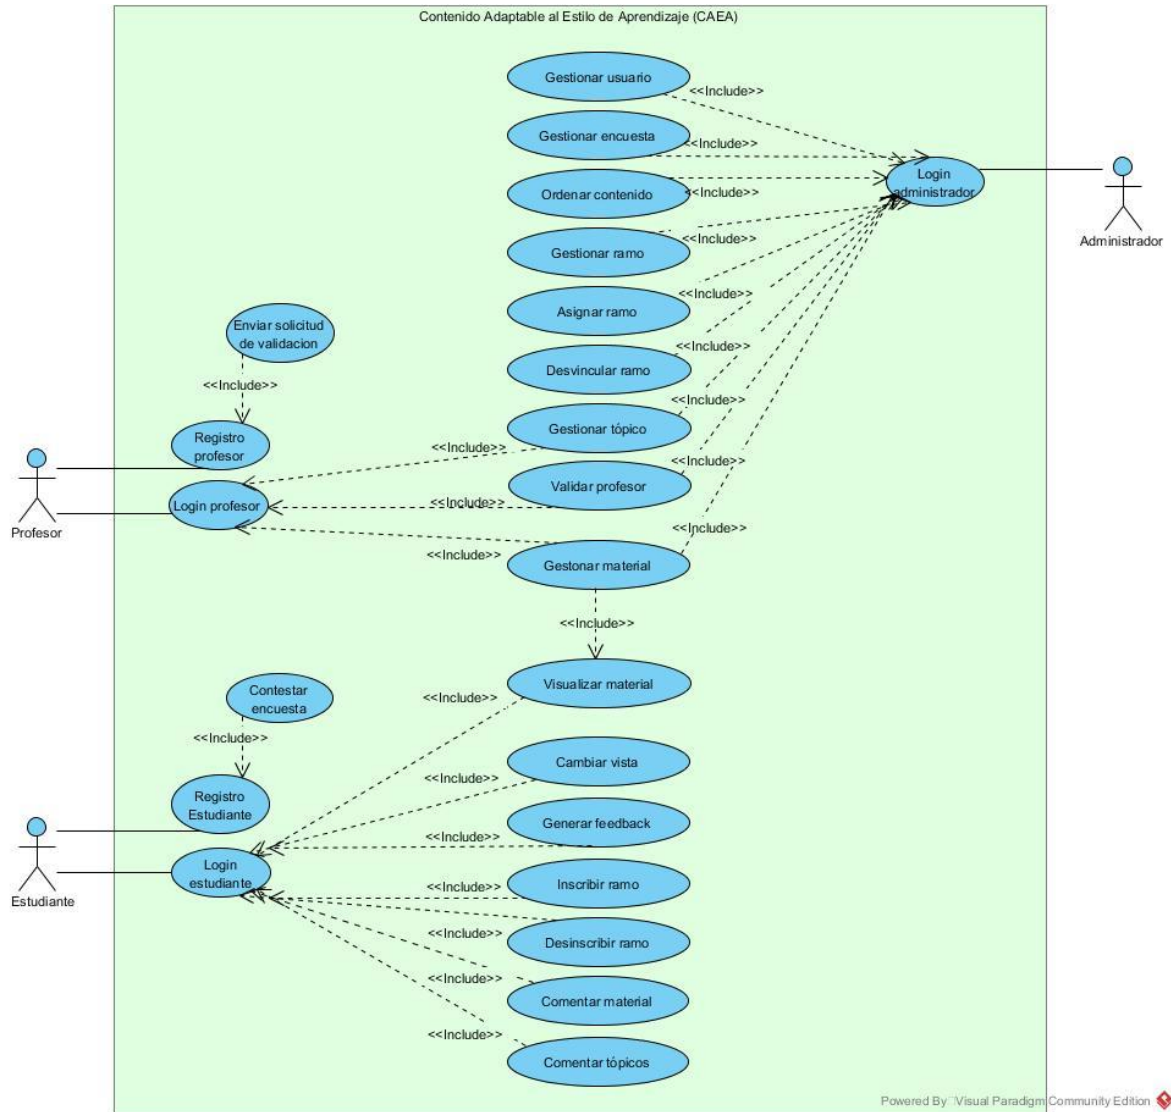 Contenido Adaptable al Estilo de Aprendizaje (CAEA)
Gestionar usuario
<<Include>>
Gestionar encuesta
<<Include>>
Login
administrador
Ordenar contenido
<<Include>>
Administrador
Gestionar ramo
<<Include>>
Asignar ramo
<<Include>>
Enviar solicitud
de validacion
Desvincular ramo
<<Include>>
<<Include>>
Gestionar tópico
<<Include>>
Registro
profesor
<<Include>>
Validar profesor
<<Include>>
Login profesor
<<Include>>
Profesor
<<Include>>
<<Include>>
Gestonar material
<<Include>>
Visualizar material
<<Include>>
Contestar
encuesta
<<Include>>
Cambiar vista
<<Include>>
Registro
Estudiante
Generar feedback
<<Include>>
Login
estudiante
Estudiante
Inscribir ramo
<<Include>>
Desinscribir ramo
<<Include>>
Comentar material
<<Include>>
Comentar tópicos
<<Include>>
Powered By Visual Paradigm Community Edition